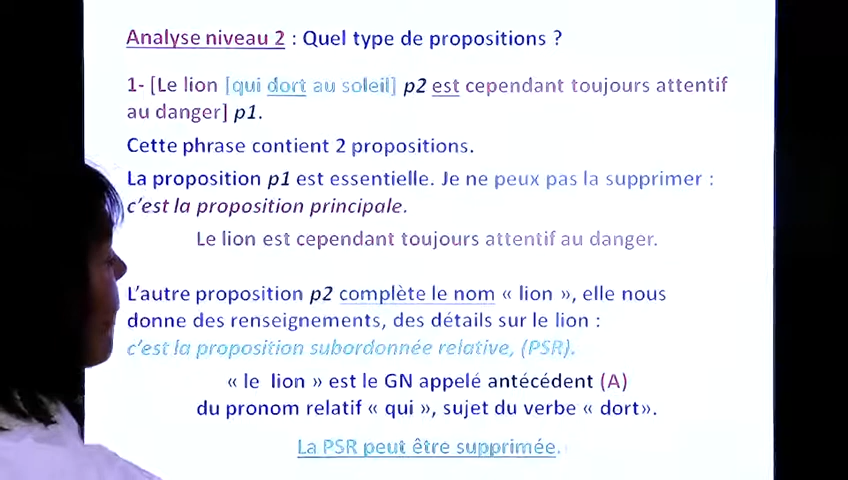 Analyse niveau 2 : Quel type de propositions ?
1- [Le lion [qui dort au soleil] p2 est cependant toujours attentif
au danger] p1.
Cette phrase contient 2 propositions.
La proposition p1 est essentielle. Je ne peux pas la supprimer :
c’est la proposition principale.
Le lion est cependant toujours attentif au danger.
L’autre proposition p2 complète le nom « lion », elle nous
donne des renseignements, des détails sur le lion :
c’est la proposition subordonnée relative, (PSR).
« le lion » est le GN appelé antécédent (A)
du pronom relatif « qui », sujet du verbe « dort».
La PSR peut être supprimée.